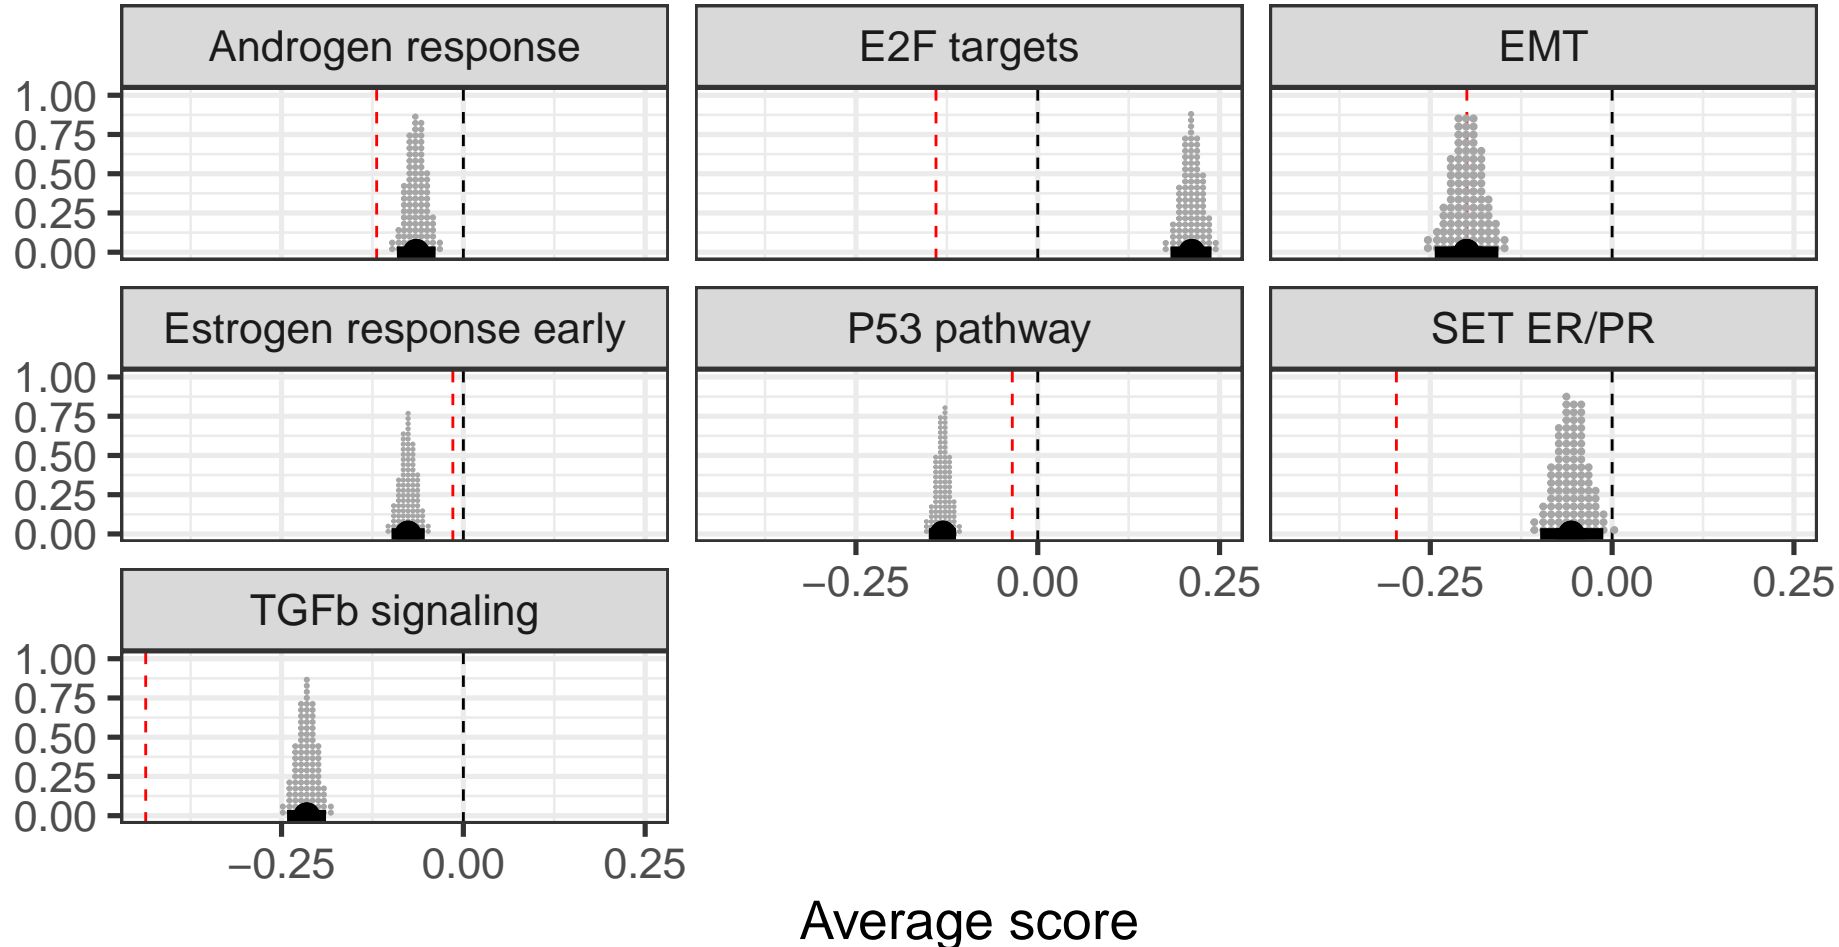 Androgen response
E2F targets
EMT
1.00
0.75
0.50
0.25
0.00
Estrogen response early
P53 pathway
SET ER/PR
1.00
0.75
0.50
0.25
0.00
−0.25 0.00 0.25
−0.25 0.00 0.25
TGFb signaling
1.00
0.75
0.50
0.25
0.00
−0.25 0.00 0.25
Average score